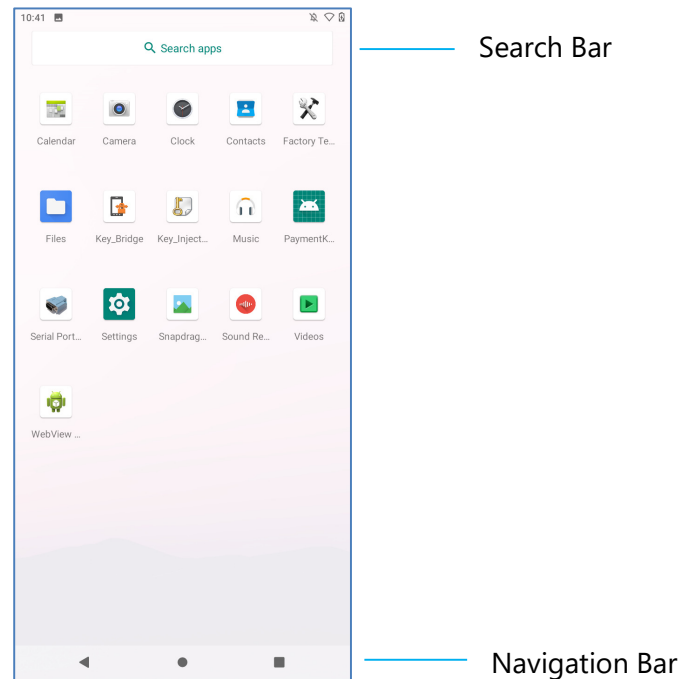 10:41
Search apps
Search Bar
Calendar Camera Clock Contacts Factory Te...
Files Key_Bridge Key_Inject... Music PaymentK...
Serial Port... Settings Snapdrag... Sound Re... Videos
WebView ...
Navigation Bar